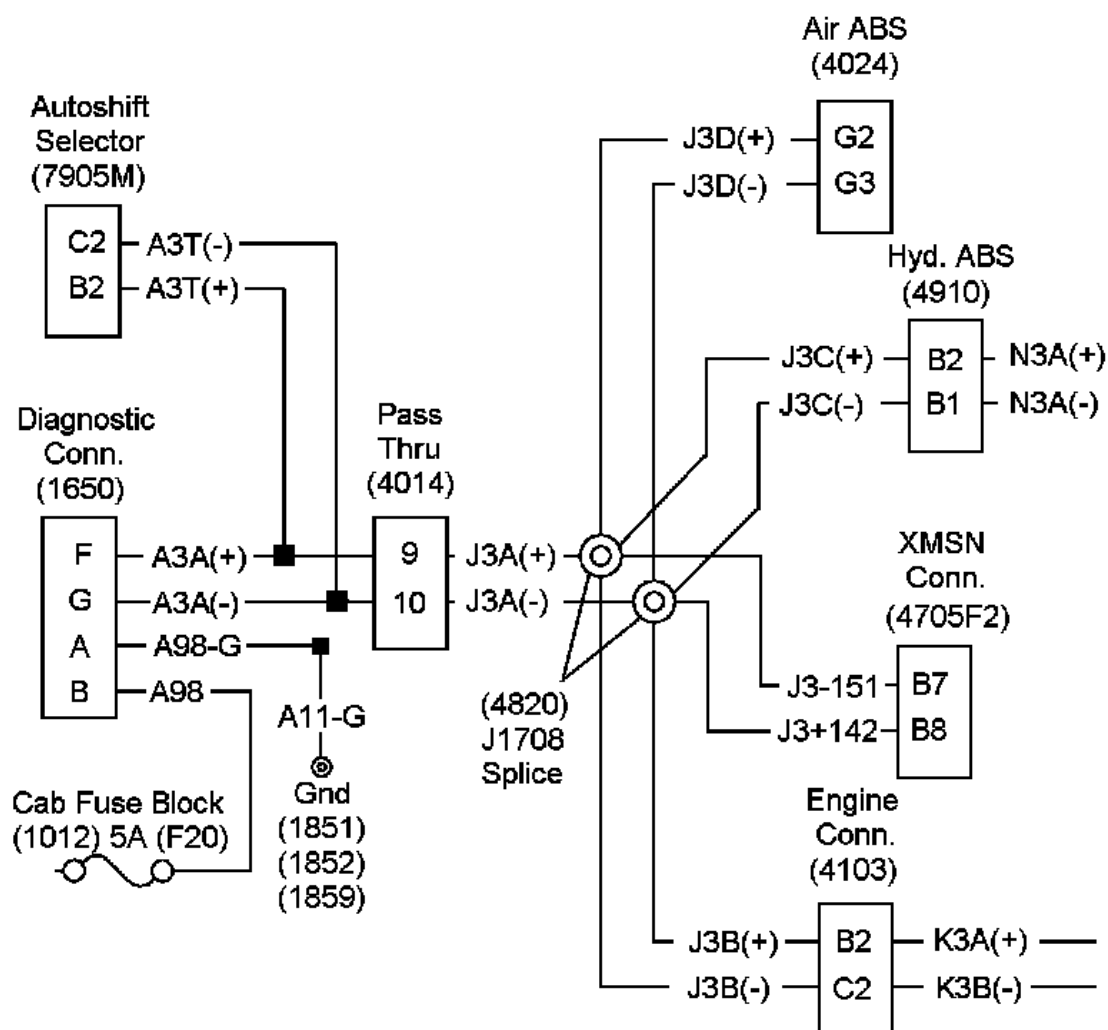 Air ABS
(4024)
G2
G3
J3D(+)
J3D(-)
Autoshift
Selector
(7905M)
C2
B2
A3T(-)
A3T(+)
Hyd. ABS
(4910)
J3C(+)
B2
N3A(+)
J3C(-)
B1
N3A(-)
Diagnostic
Conn.
(1650)
F
G
A
B
A3A(+)
A3A(-)
A98-G
A98
A11-G
Gnd
(1851)
(1852)
(1859)
Cab Fuse Block
(1012) 5A (F20)
Pass
Thru
(4014)
9
10
J3A(+)
J3A(-)
(4820)
J1708
Splice
XMSN
Conn.
(4705F2)
J3-151
B7
J3+142
B8
Engine
Conn.
(4103)
J3B(+)
B2
K3A(+)
J3B(-)
C2
K3B(-)